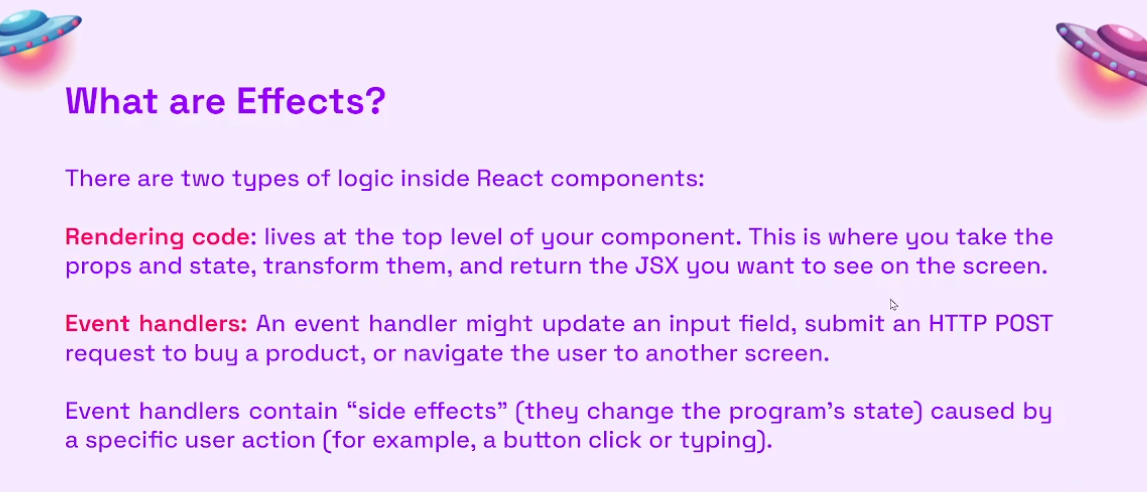 What are Effects?
There are two types of logic inside React components:
Rendering code: lives at the top level of your component. This is where you take the
props and state, transform them, and return the JSX you want to see on the screen.
Event handlers: An event handler might update an input field, submit an HTTP POST
request to buy a product, or navigate the user to another screen.
Event handlers contain “side effects” (they change the program’s state) caused by
a specific user action (for example, a button click or typing).